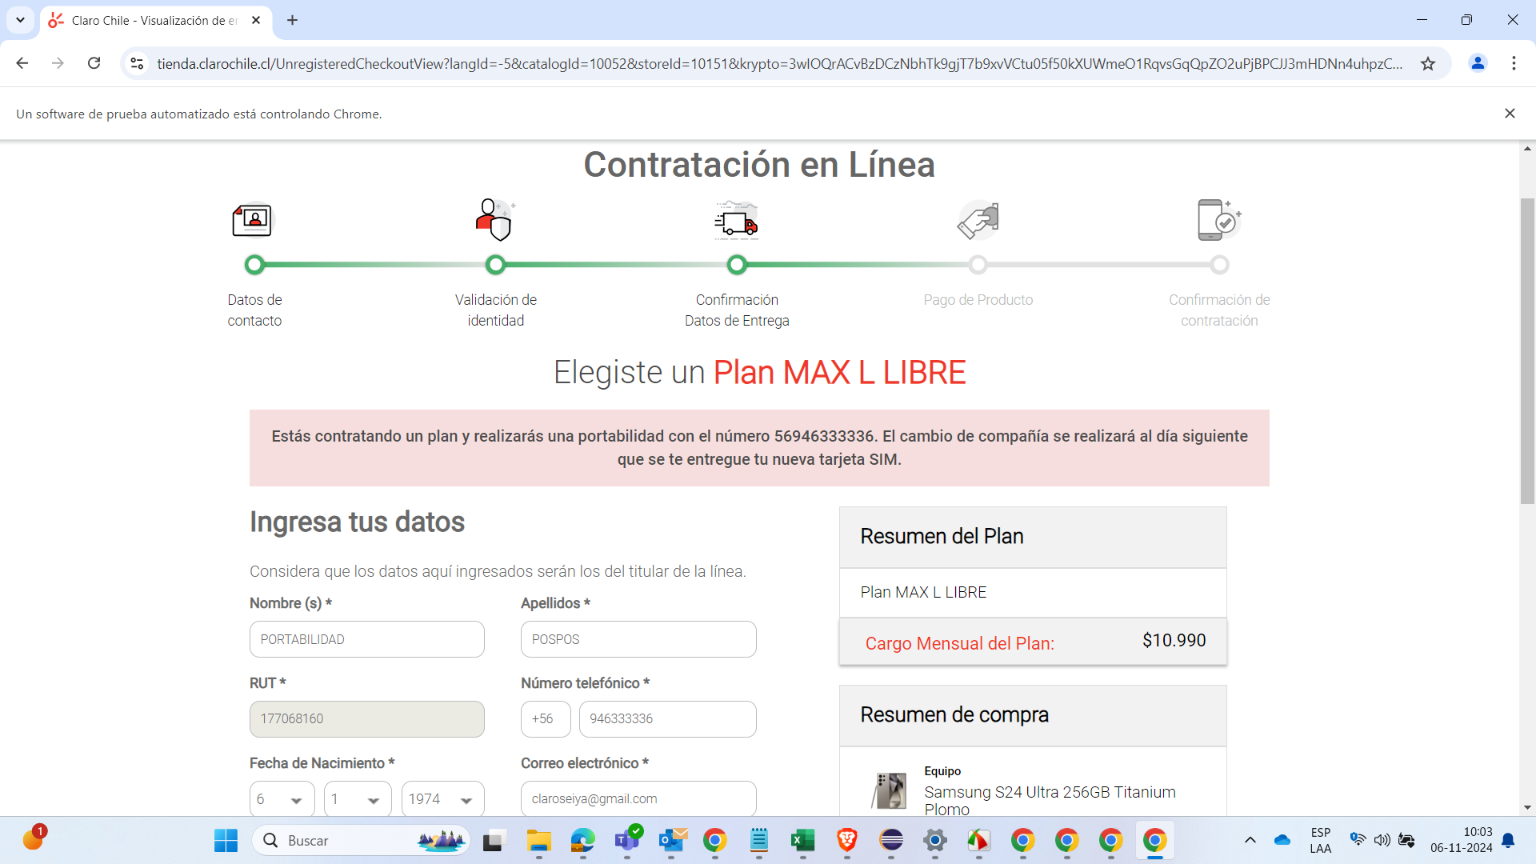 Claro Chile - Visualización de e
tienda.clarochile.cl/UnregisteredCheckoutView?langId=-5&catalogId=10052&storeId=10151&krypto=3wIOQrACvBzDCzNbhTk9gjT7b9xvVCtu05f50kXUWmeO1RqvsGqQpZO2uPjBPCJJ3mHDNn4uhpzC...
Un software de prueba automatizado está controlando Chrome.
Contratación en Línea
Datos de
contacto
Validación de
identidad
Confirmación
Datos de Entrega
Pago de Producto
Confirmación de
contratación
Elegiste un Plan MAX L LIBRE
Estás contratando un plan y realizarás una portabilidad con el número 56946333336. El cambio de compañía se realizará al día siguiente
que se te entregue tu nueva tarjeta SIM.
Ingresa tus datos
Considera que los datos aquí ingresados serán los del titular de la línea.
Nombre (s) *
Apellidos *
PORTABILIDAD
POSPOS
RUT *
Número telefónico *
177068160
+56
946333336
Fecha de Nacimiento *
Correo electrónico *
6
1
1974
claroseiya@gmail.com
Resumen del Plan
Plan MAX L LIBRE
Cargo Mensual del Plan:
$10.990
Resumen de compra
Equipo
Samsung S24 Ultra 256GB Titanium
Plomo
1
Buscar
ESP
LAA
10:03
06-11-2024